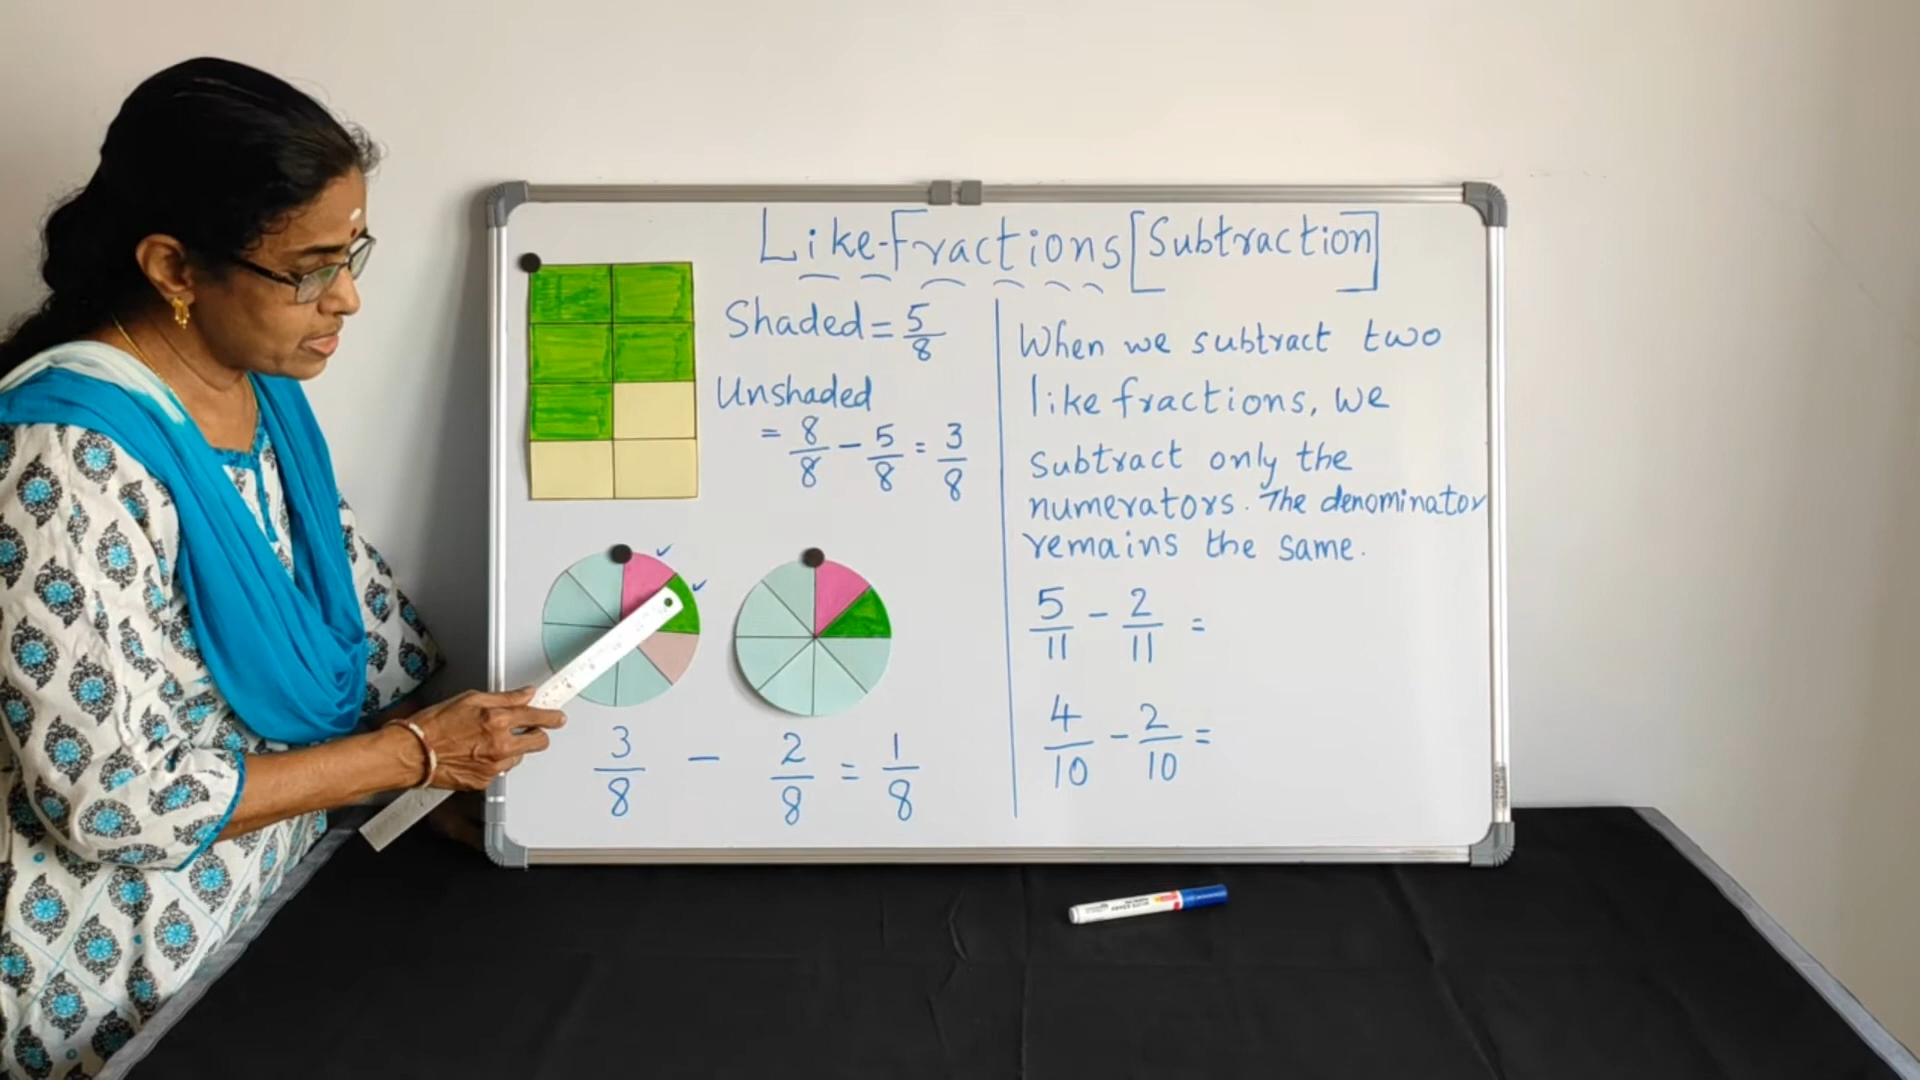 Like-Fractions [Subtraction]
Shaded = 5/8
Unshaded
= 8/8 - 5/8 = 3/8
3/8 - 2/8 = 1/8
When we subtract two
like fractions, we
subtract only the
numerators. The denominator
remains the same.
5/11 - 2/11 =
4/10 - 2/10 =